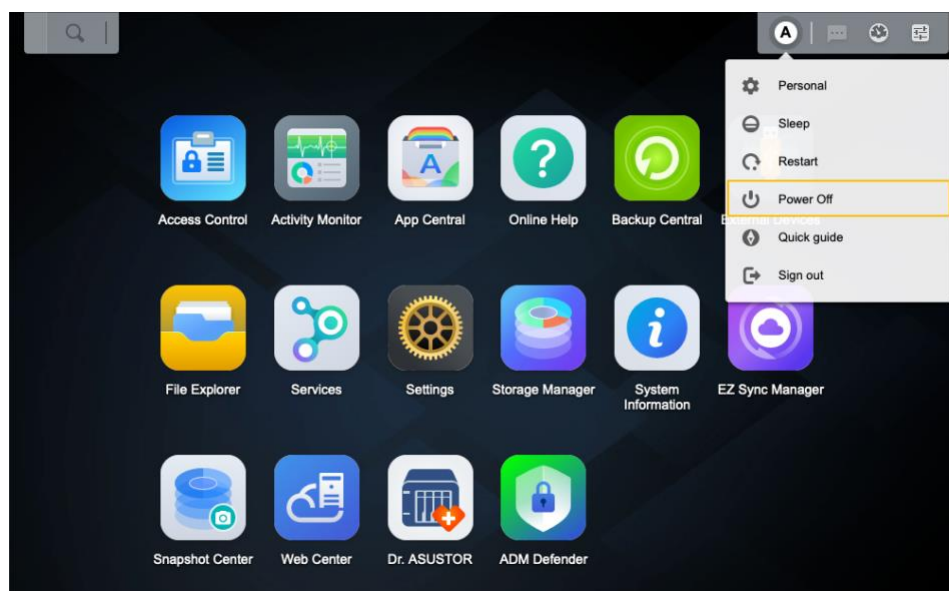 A
Personal
Sleep
Restart
Power Off
Quick guide
Sign out
Access Control
Activity Monitor
App Central
Online Help
Backup Central
External Devices
File Explorer
Services
Settings
Storage Manager
System
Information
EZ Sync Manager
Snapshot Center
Web Center
Dr. ASUSTOR
ADM Defender